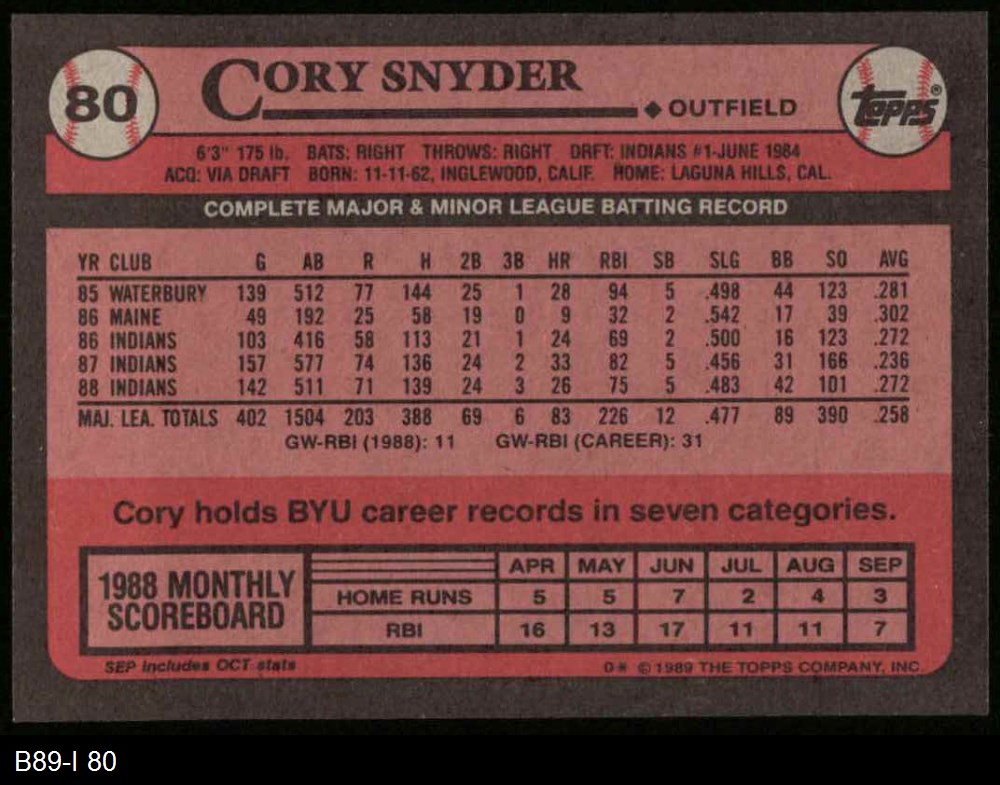 80
CORY SNYDER
◆ OUTFIELD
TOPPS®
6'3" 175 lb. BATS: RIGHT THROWS: RIGHT DRFT: INDIANS #1-JUNE 1984
ACQ: VIA DRAFT BORN: 11-11-62, INGLEWOOD, CALIF. HOME: LAGUNA HILLS, CAL.
COMPLETE MAJOR & MINOR LEAGUE BATTING RECORD
YR CLUB G AB R H 2B 3B HR RBI SB SLG BB SO AVG
85 WATERBURY 139 512 77 144 25 1 28 94 5 .498 44 123 .281
86 MAINE 49 192 25 58 19 0 9 32 2 .542 17 39 .302
86 INDIANS 103 416 58 113 21 1 24 69 2 .500 16 123 .272
87 INDIANS 157 577 74 136 24 2 33 82 5 .456 31 166 .236
88 INDIANS 142 511 71 139 24 3 26 75 5 .483 42 101 .272
MAJ. LEA. TOTALS 402 1504 203 388 69 6 83 226 12 .477 89 390 .258
GW-RBI (1988): 11 GW-RBI (CAREER): 31
Cory holds BYU career records in seven categories.
1988 MONTHLY
SCOREBOARD
APR MAY JUN JUL AUG SEP
HOME RUNS 5 5 7 2 4 3
RBI 16 13 17 11 11 7
SEP includes OCT stats
0* © 1989 THE TOPPS COMPANY, INC.
B89-I 80